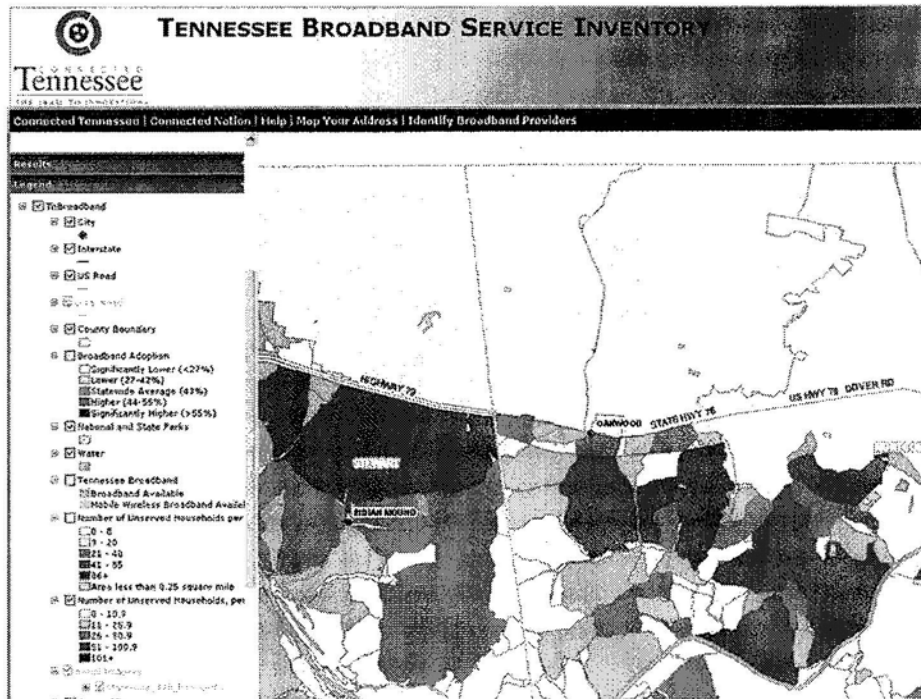 TENNESSEE BROADBAND SERVICE INVENTORY
CONNECTED
Tennessee
Connected Tennessee | Connected Nation | Help | Map Your Address | Identify Broadband Providers
Results
Legend
TnBroadband
City
Interstate
US Road
County Boundary
Broadband Adoption
Significantly Lower (<27%)
Lower (27-42%)
Statewide Average (43%)
Higher (44-55%)
Significantly Higher (>55%)
National and State Parks
Water
Tennessee Broadband
Broadband Available
Mobile Wireless Broadband Availa
Number of Unserved Households per
0 - 8
9 - 20
21 - 40
41 - 85
86+
Area less than 0.25 square mile
Number of Unserved Households, per
0 - 10.9
11 - 25.9
26 - 50.9
51 - 100.9
101+
HIGHWAY 79
STEWART
INDIAN MOUND
OAKWOOD
STATE HWY 76
US HWY 79 DOVER RD